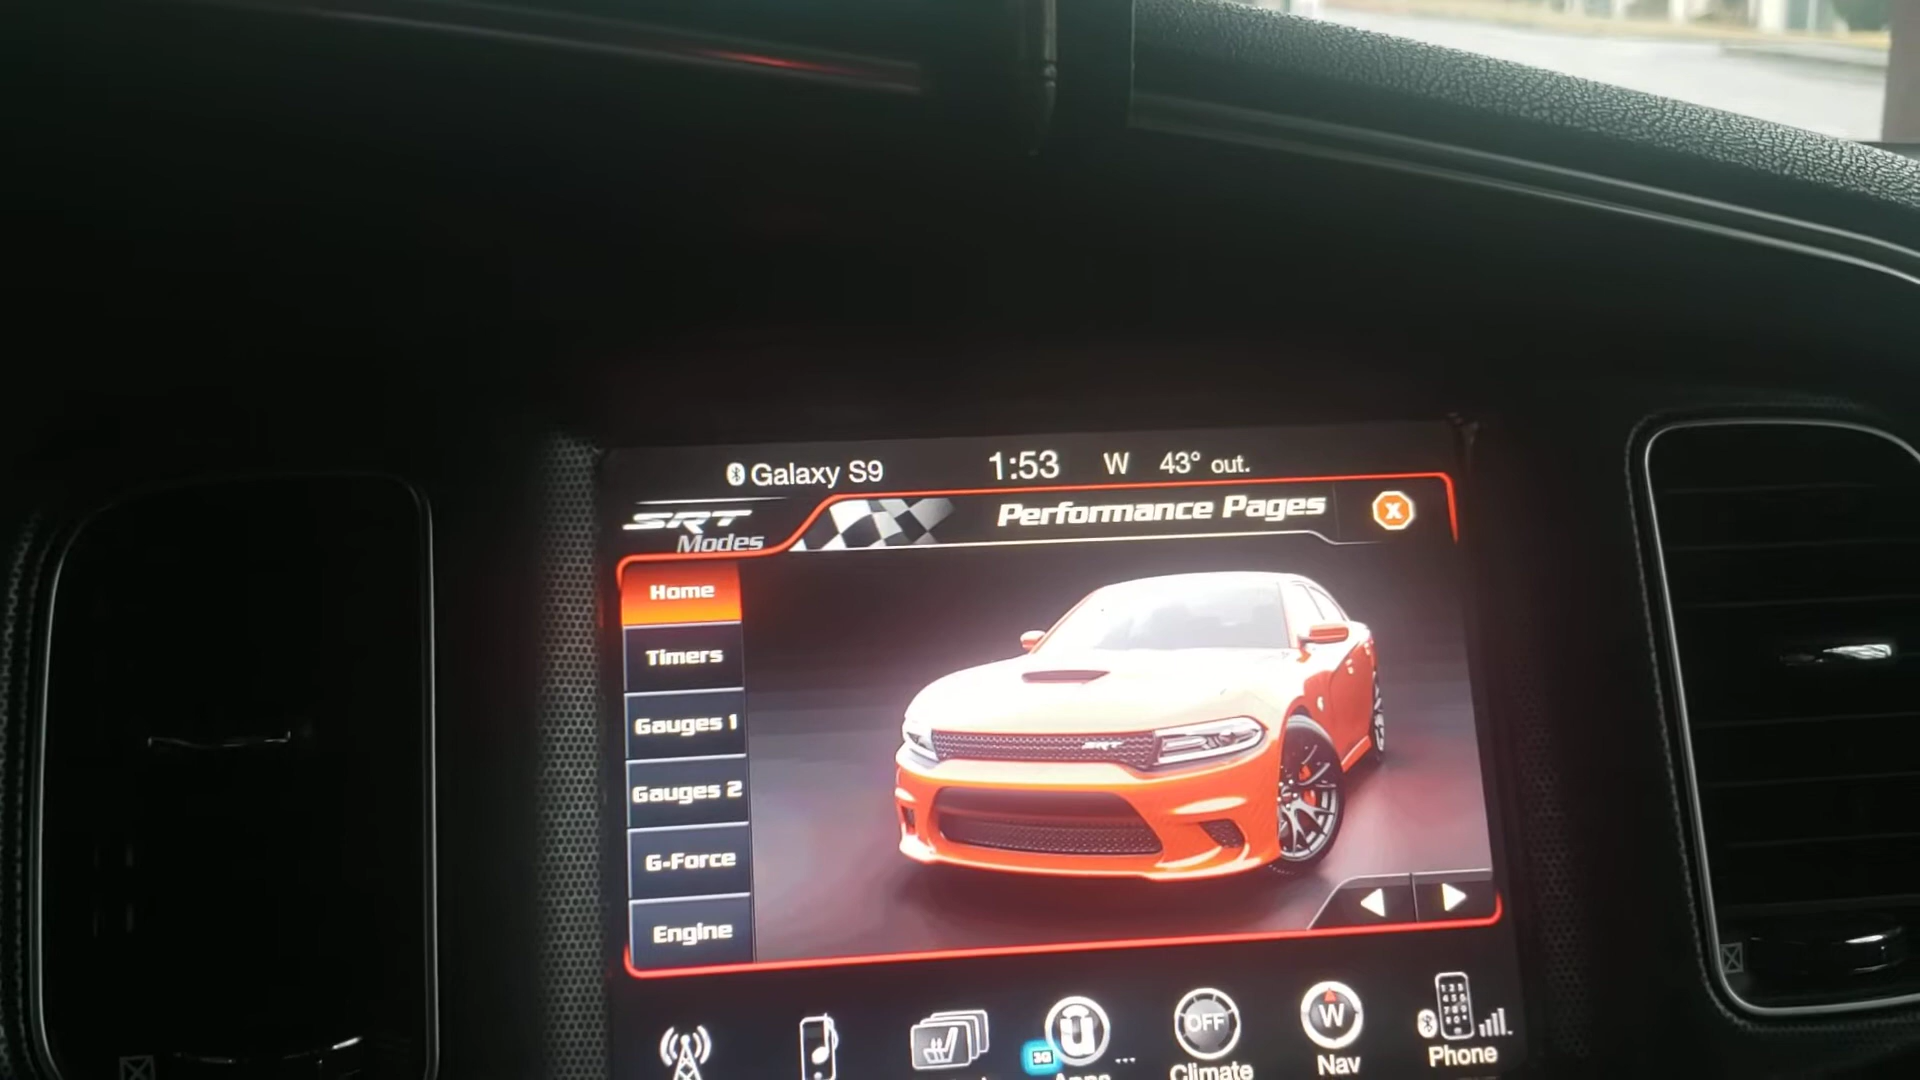 Galaxy S9 1:53 W 43° out.
SRT Modes
Performance Pages
X
Home
Timers
Gauges 1
Gauges 2
G-Force
Engine
SRT
3G
OFF
W
Climate
Nav
Phone